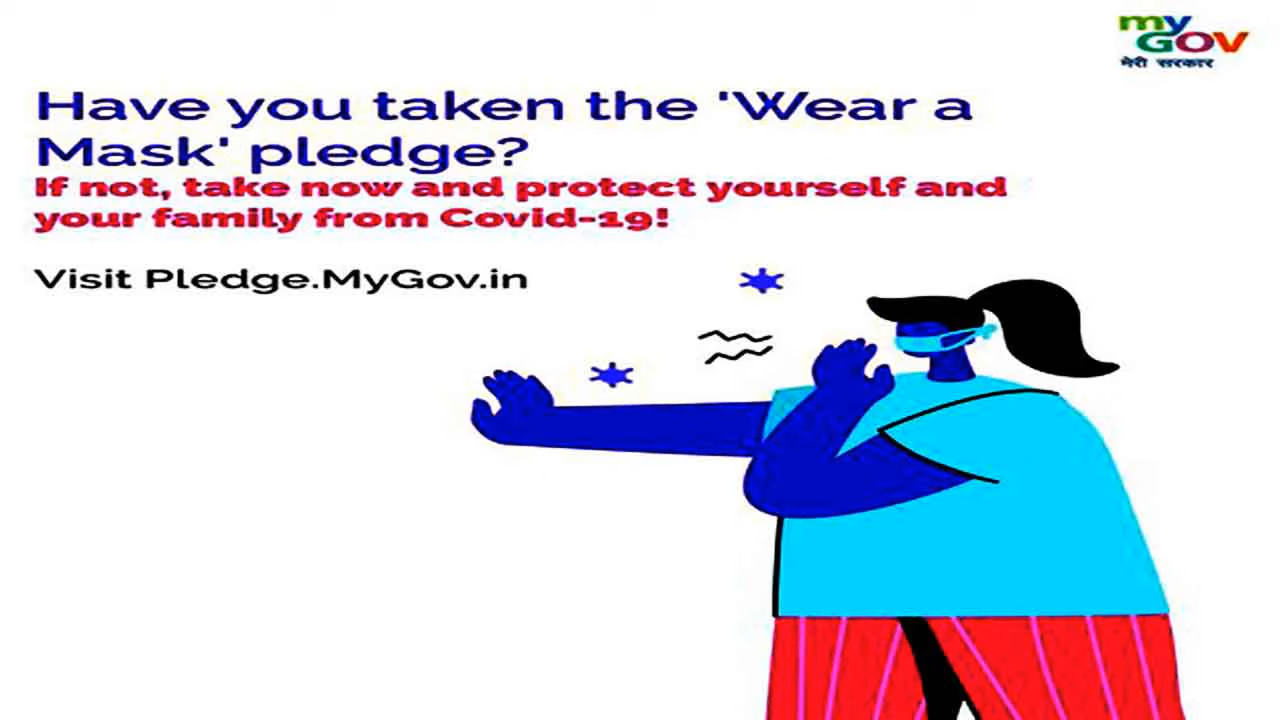 my
GOV
मेरी सरकार
Have you taken the 'Wear a
Mask' pledge?
If not, take now and protect yourself and
your family from Covid-19!
Visit Pledge.MyGov.in